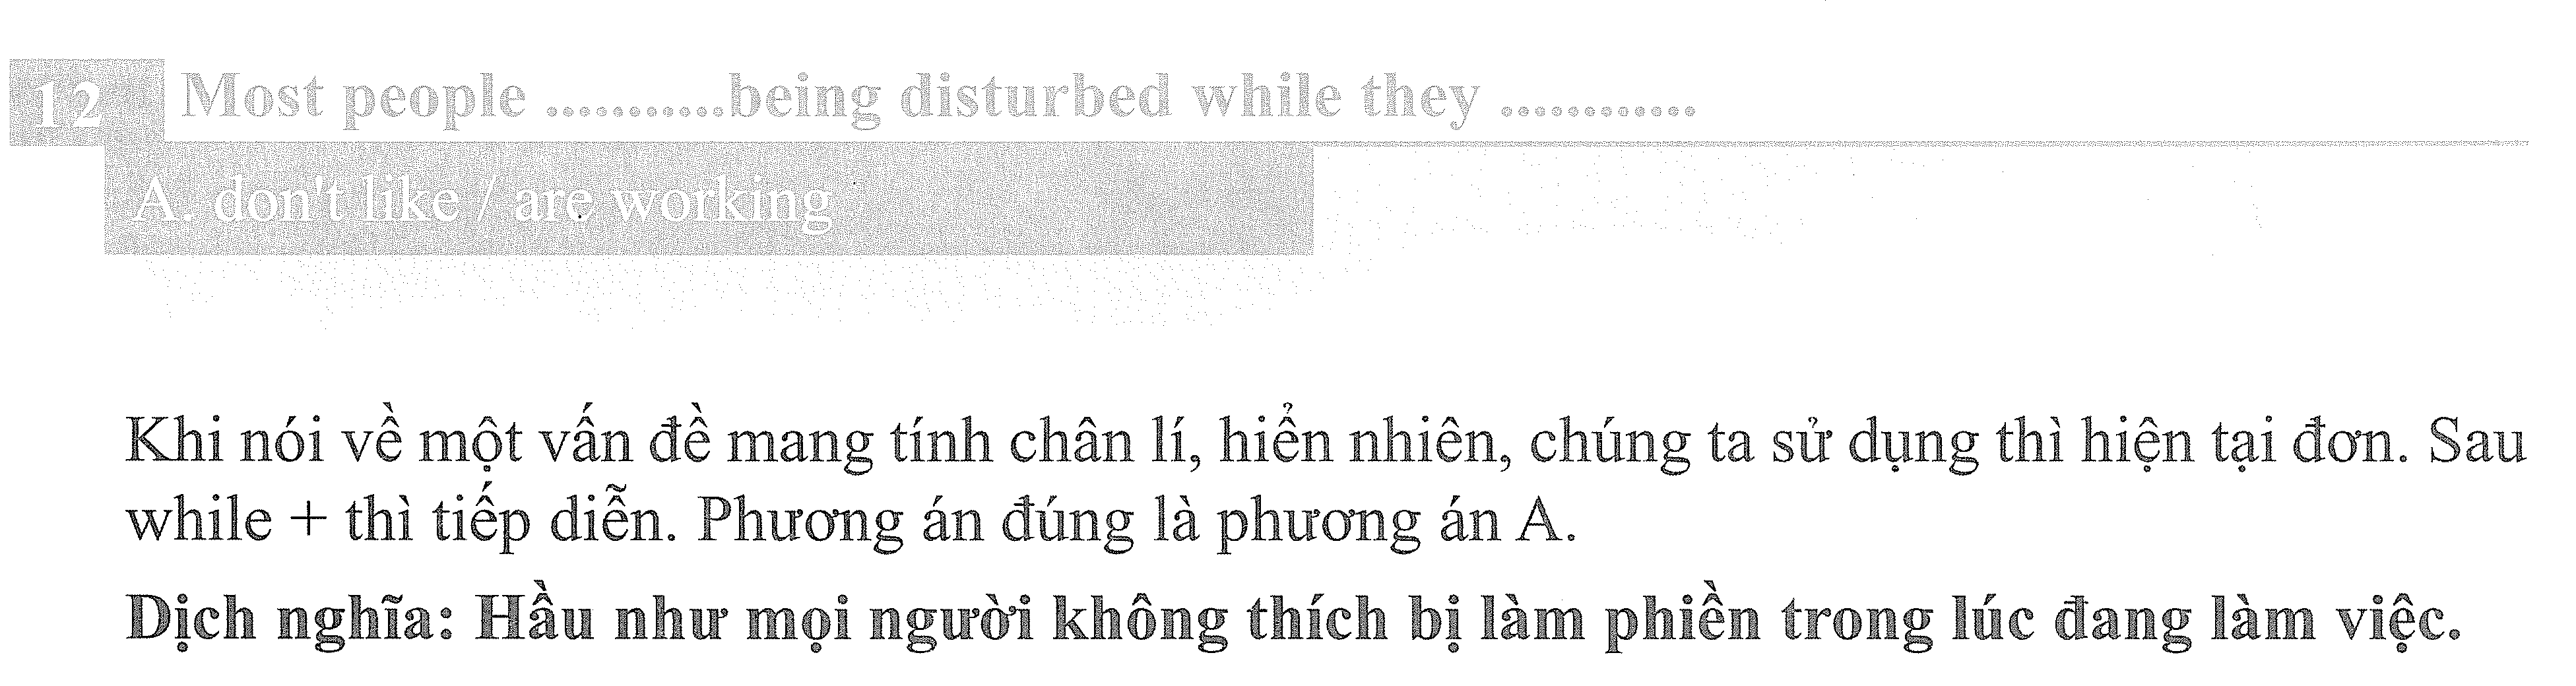 12 Most people ...........being disturbed while they ............
A. don't like / are working
Khi nói về một vấn đề mang tính chân lí, hiển nhiên, chúng ta sử dụng thì hiện tại đơn. Sau
while + thì tiếp diễn. Phương án đúng là phương án A.
Dịch nghĩa: Hầu như mọi người không thích bị làm phiền trong lúc đang làm việc.